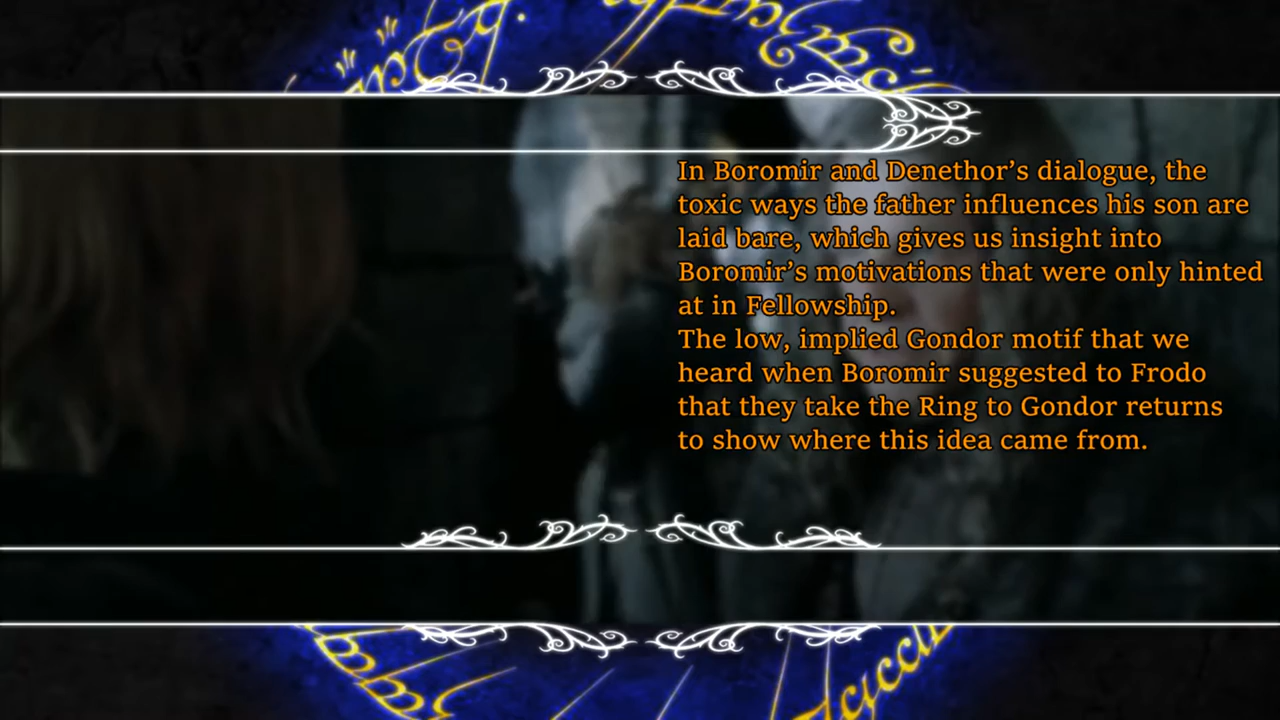 In Boromir and Denethor’s dialogue, the
toxic ways the father influences his son are
laid bare, which gives us insight into
Boromir’s motivations that were only hinted
at in Fellowship.
The low, implied Gondor motif that we
heard when Boromir suggested to Frodo
that they take the Ring to Gondor returns
to show where this idea came from.